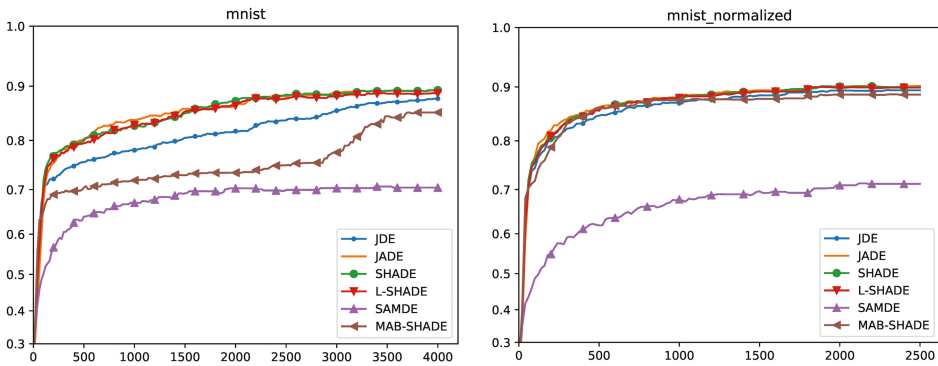 mnist
1.0
0.9
0.8
0.7
0.6
0.5
0.4
0.3
0 500 1000 1500 2000 2500 3000 3500 4000
JDE
JADE
SHADE
L-SHADE
SAMDE
MAB-SHADE
mnist_normalized
1.0
0.9
0.8
0.7
0.6
0.5
0.4
0.3
0 500 1000 1500 2000 2500
JDE
JADE
SHADE
L-SHADE
SAMDE
MAB-SHADE